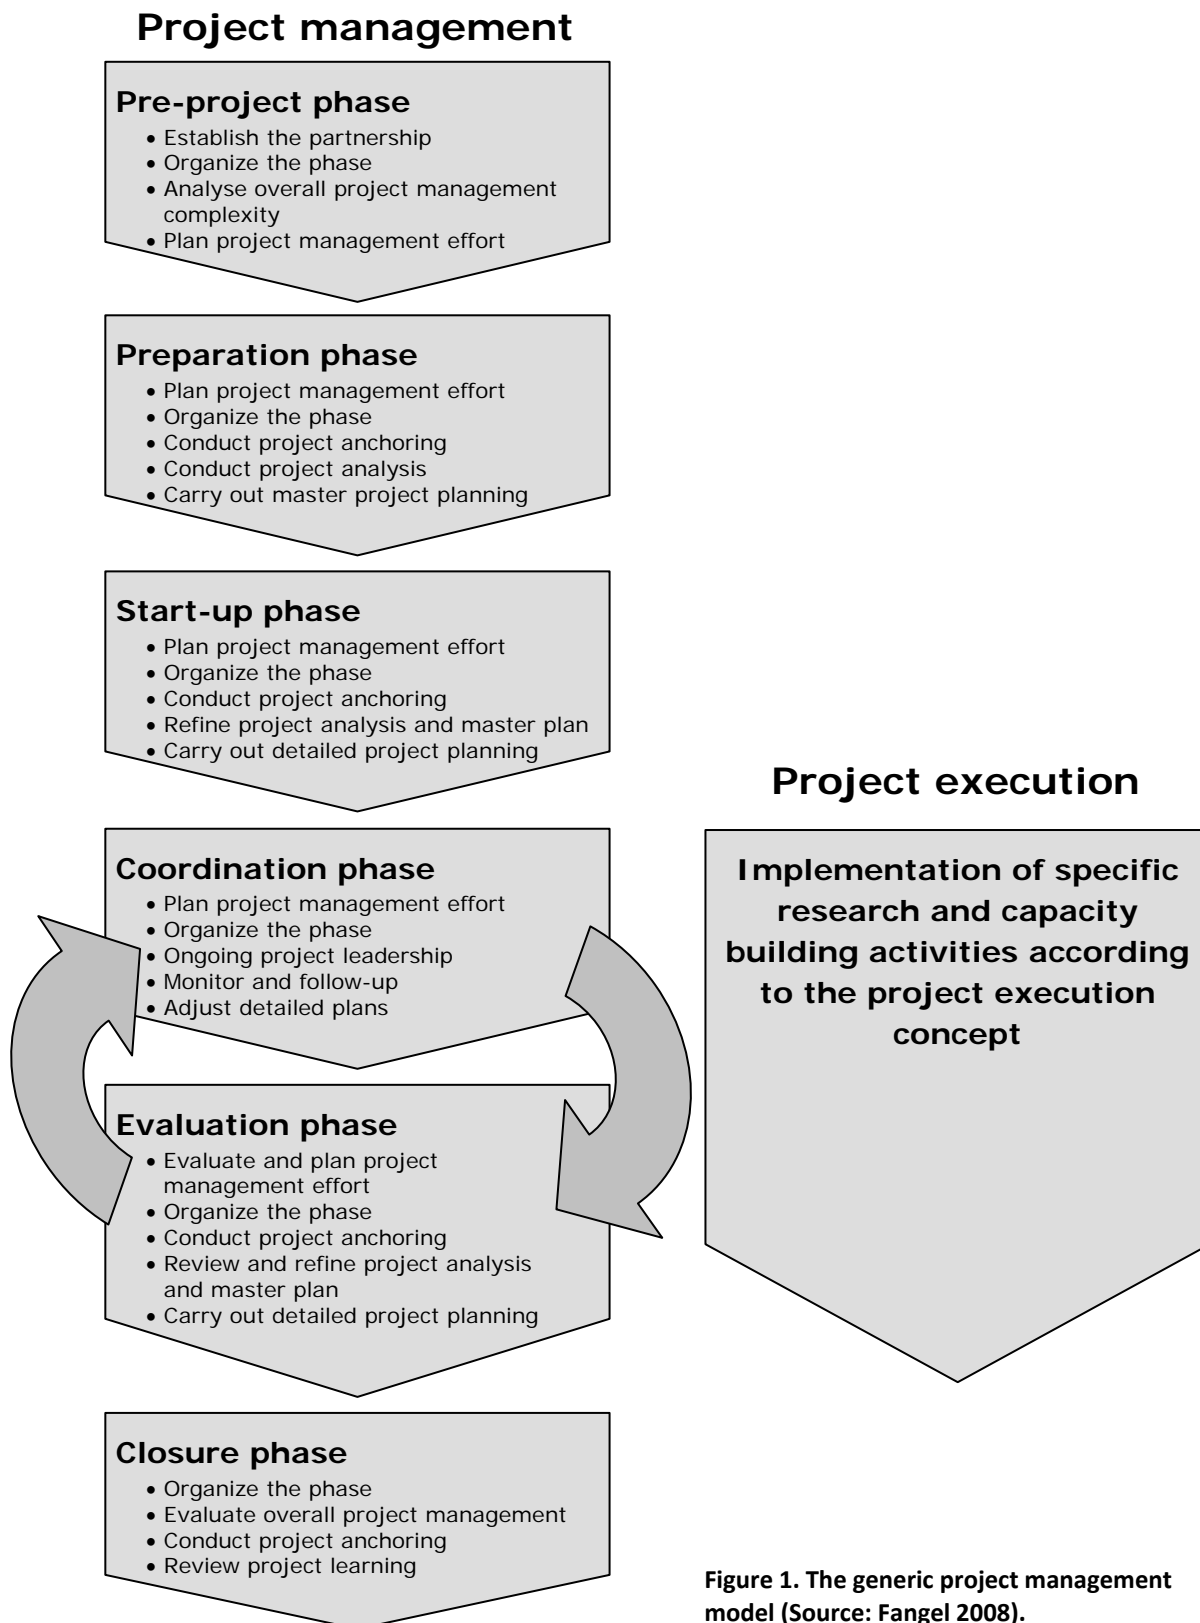 Project management
Pre-project phase
• Establish the partnership
• Organize the phase
• Analyse overall project management
complexity
• Plan project management effort
Preparation phase
• Plan project management effort
• Organize the phase
• Conduct project anchoring
• Conduct project analysis
• Carry out master project planning
Start-up phase
• Plan project management effort
• Organize the phase
• Conduct project anchoring
• Refine project analysis and master plan
• Carry out detailed project planning
Coordination phase
• Plan project management effort
• Organize the phase
• Ongoing project leadership
• Monitor and follow-up
• Adjust detailed plans
Evaluation phase
• Evaluate and plan project
management effort
• Organize the phase
• Conduct project anchoring
• Review and refine project analysis
and master plan
• Carry out detailed project planning
Closure phase
• Organize the phase
• Evaluate overall project management
• Conduct project anchoring
• Review project learning
Project execution
Implementation of specific
research and capacity
building activities according
to the project execution
concept
Figure 1. The generic project management
model (Source: Fangel 2008).